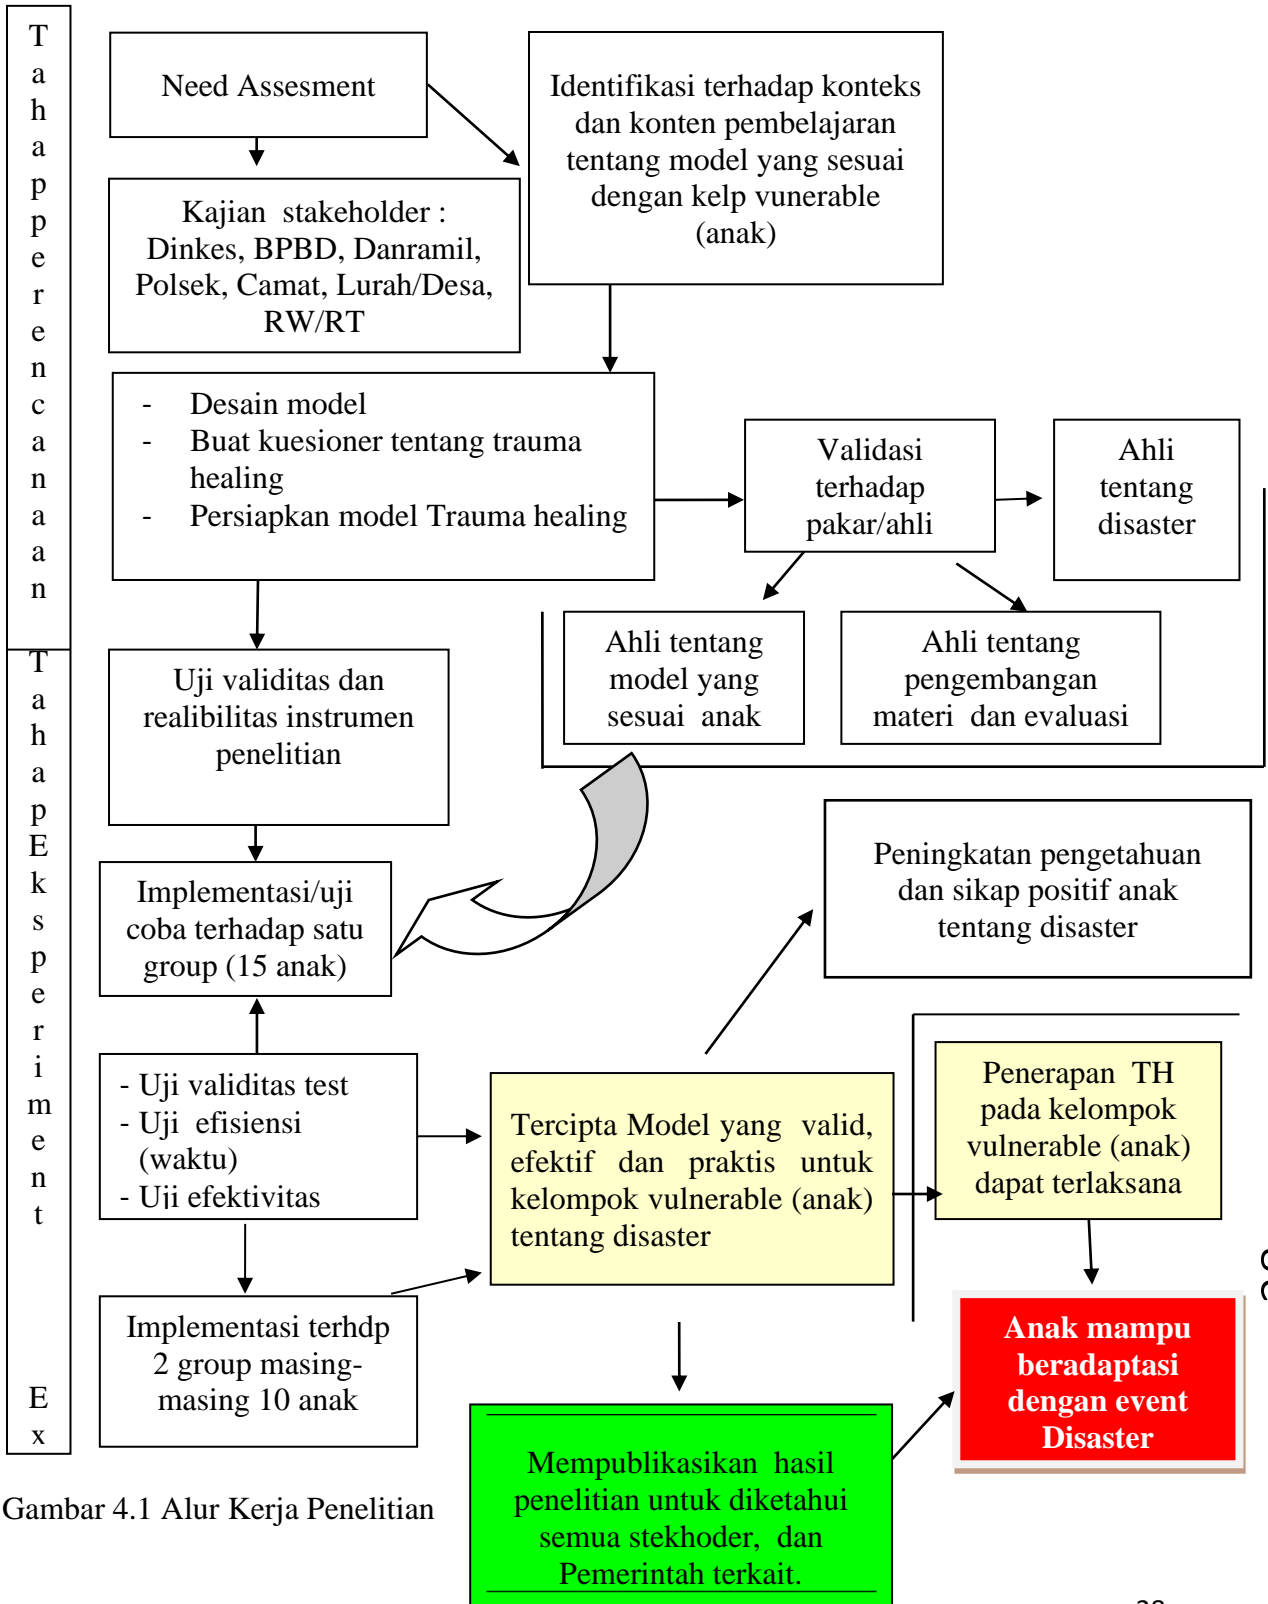 Tahap perencanaan
Need Assesment
Identifikasi terhadap konteks
dan konten pembelajaran
tentang model yang sesuai
dengan kelp vunerable
(anak)
Kajian stakeholder :
Dinkes, BPBD, Danramil,
Polsek, Camat, Lurah/Desa,
RW/RT
- Desain model
- Buat kuesioner tentang trauma
healing
- Persiapkan model Trauma healing
Validasi
terhadap
pakar/ahli
Ahli
tentang
disaster
Ahli tentang
model yang
sesuai anak
Ahli tentang
pengembangan
materi dan evaluasi
Tahap Eksperiment
Ex
Uji validitas dan
realibilitas instrumen
penelitian
Implementasi/uji
coba terhadap satu
group (15 anak)
Peningkatan pengetahuan
dan sikap positif anak
tentang disaster
- Uji validitas test
- Uji efisiensi
(waktu)
- Uji efektivitas
Tercipta Model yang valid,
efektif dan praktis untuk
kelompok vulnerable (anak)
tentang disaster
Penerapan TH
pada kelompok
vulnerable (anak)
dapat terlaksana
Implementasi terhdp
2 group masing-
masing 10 anak
Anak mampu
beradaptasi
dengan event
Disaster
Mempublikasikan hasil
penelitian untuk diketahui
semua stekhoder, dan
Pemerintah terkait.
Gambar 4.1 Alur Kerja Penelitian